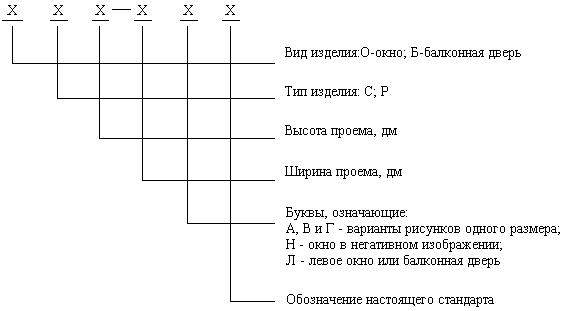 X X X — X X X
Вид изделия:О-окно; Б-балконная дверь
Тип изделия: С; Р
Высота проема, дм
Ширина проема, дм
Буквы, означающие:
А, В и Г - варианты рисунков одного размера;
Н - окно в негативном изображении;
Л - левое окно или балконная дверь
Обозначение настоящего стандарта